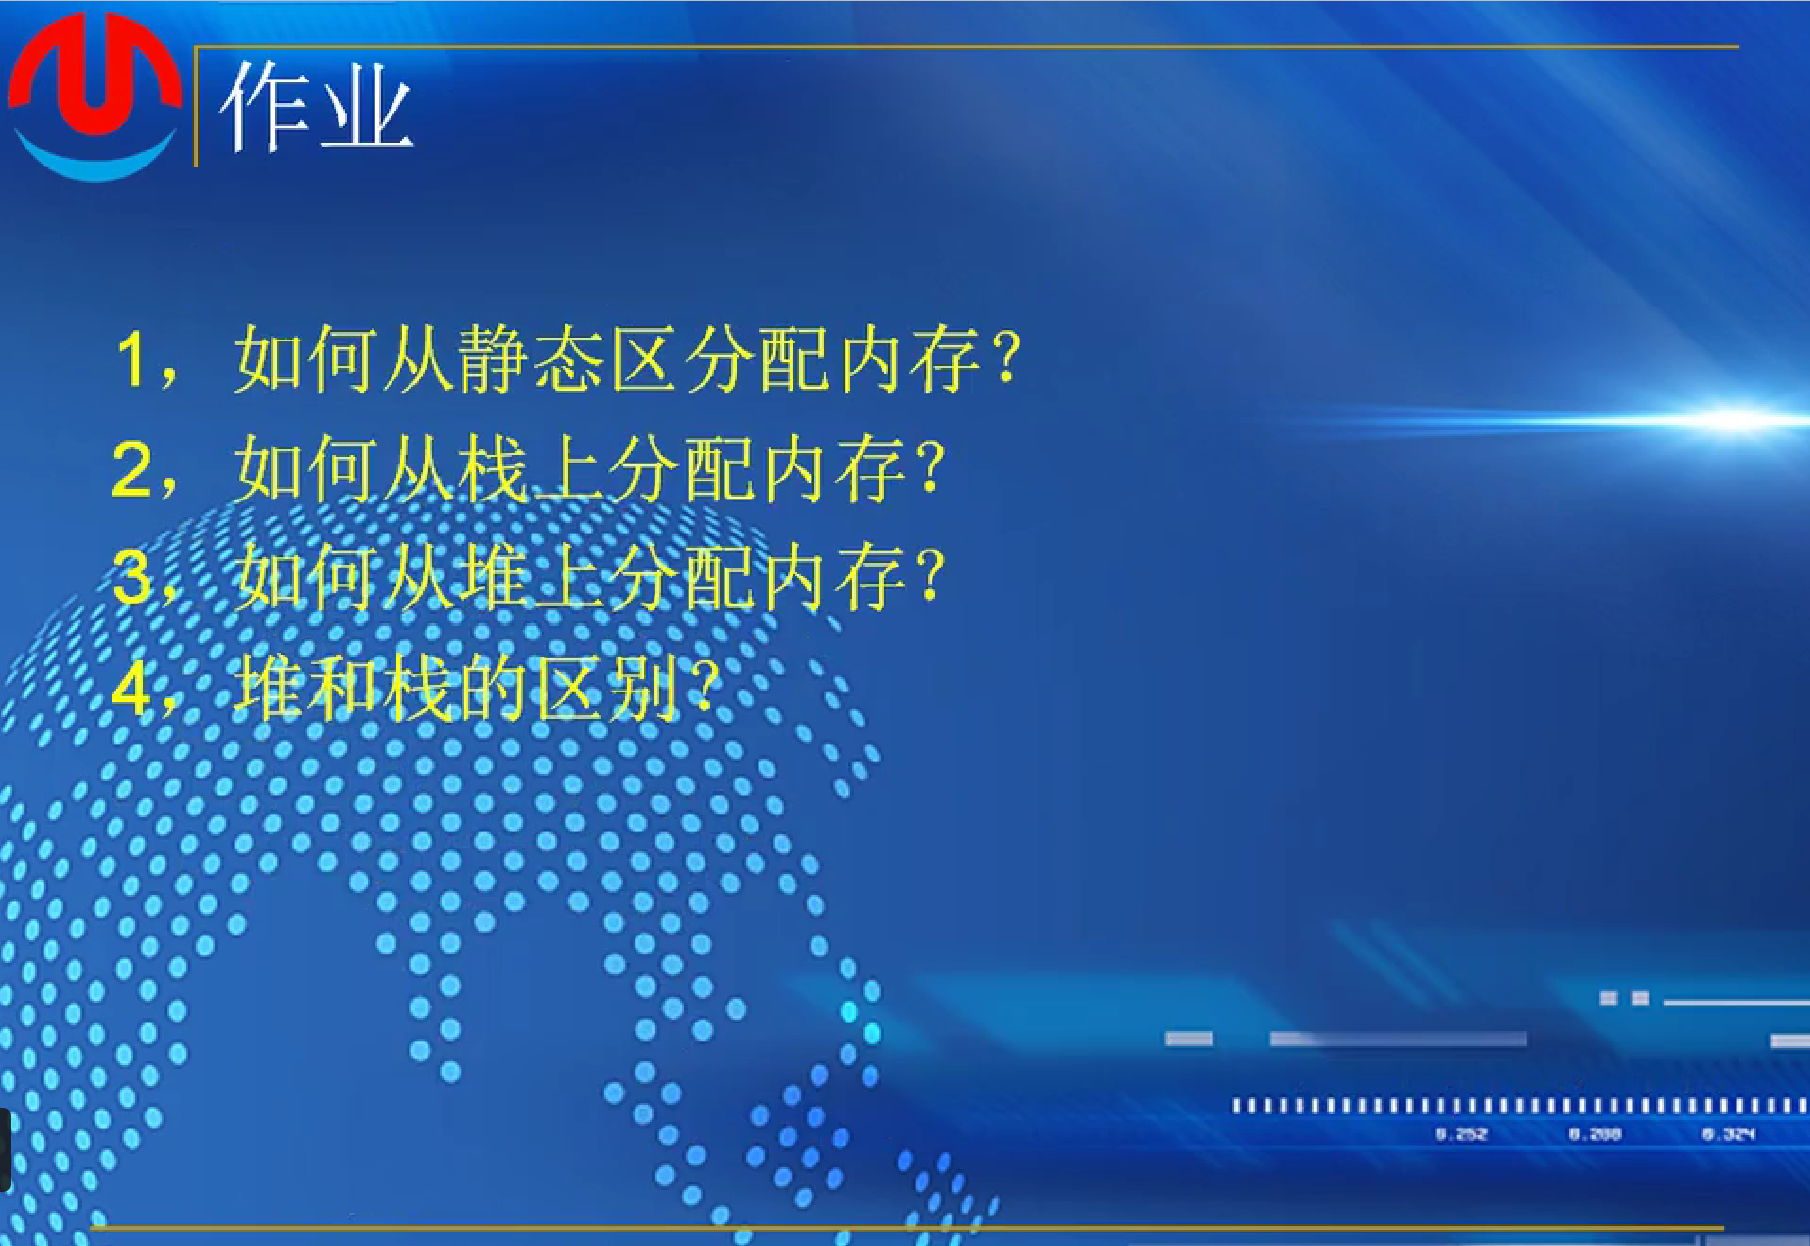 作业
1，如何从静态区分配内存？
2，如何从栈上分配内存？
3，如何从堆上分配内存？
4，堆和栈的区别？
0.252 0.288 0.324